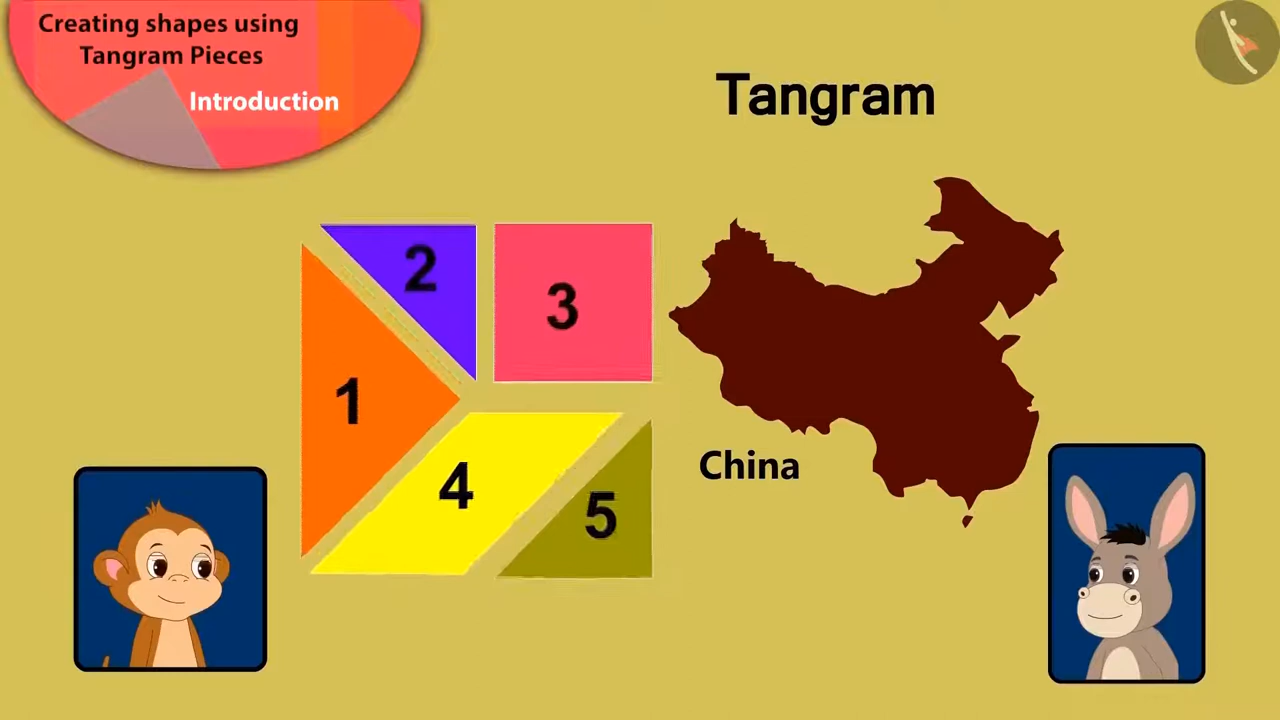 Creating shapes using
Tangram Pieces
Introduction
Tangram
2
3
1
4
5
China